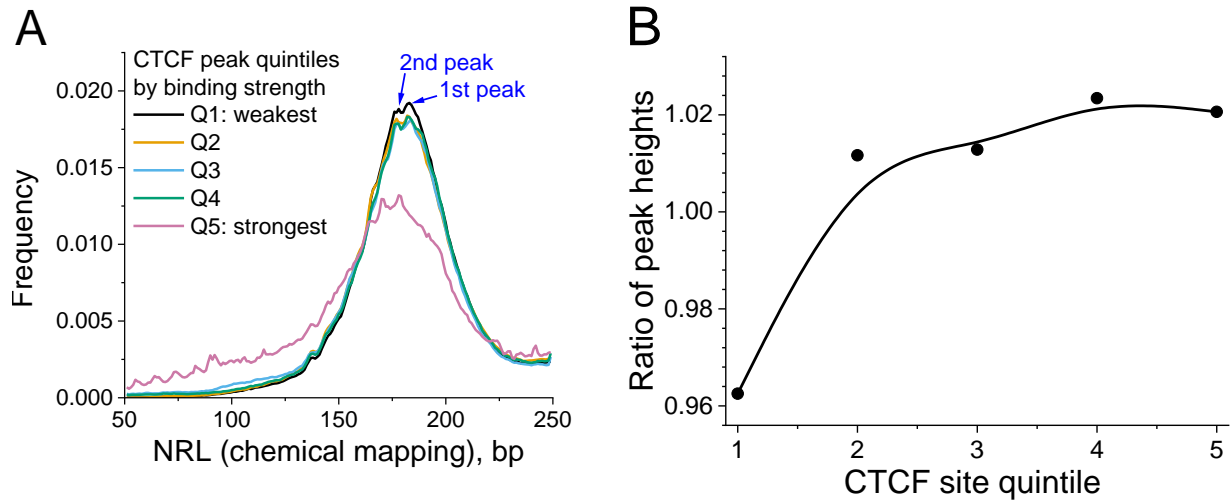 A
CTCF peak quintiles
by binding strength
Q1: weakest
Q2
Q3
Q4
Q5: strongest
2nd peak
1st peak
0.020
0.015
0.010
0.005
0.000
Frequency
50
100
150
200
250
NRL (chemical mapping), bp
B
1.02
1.00
0.98
0.96
Ratio of peak heights
1
2
3
4
5
CTCF site quintile